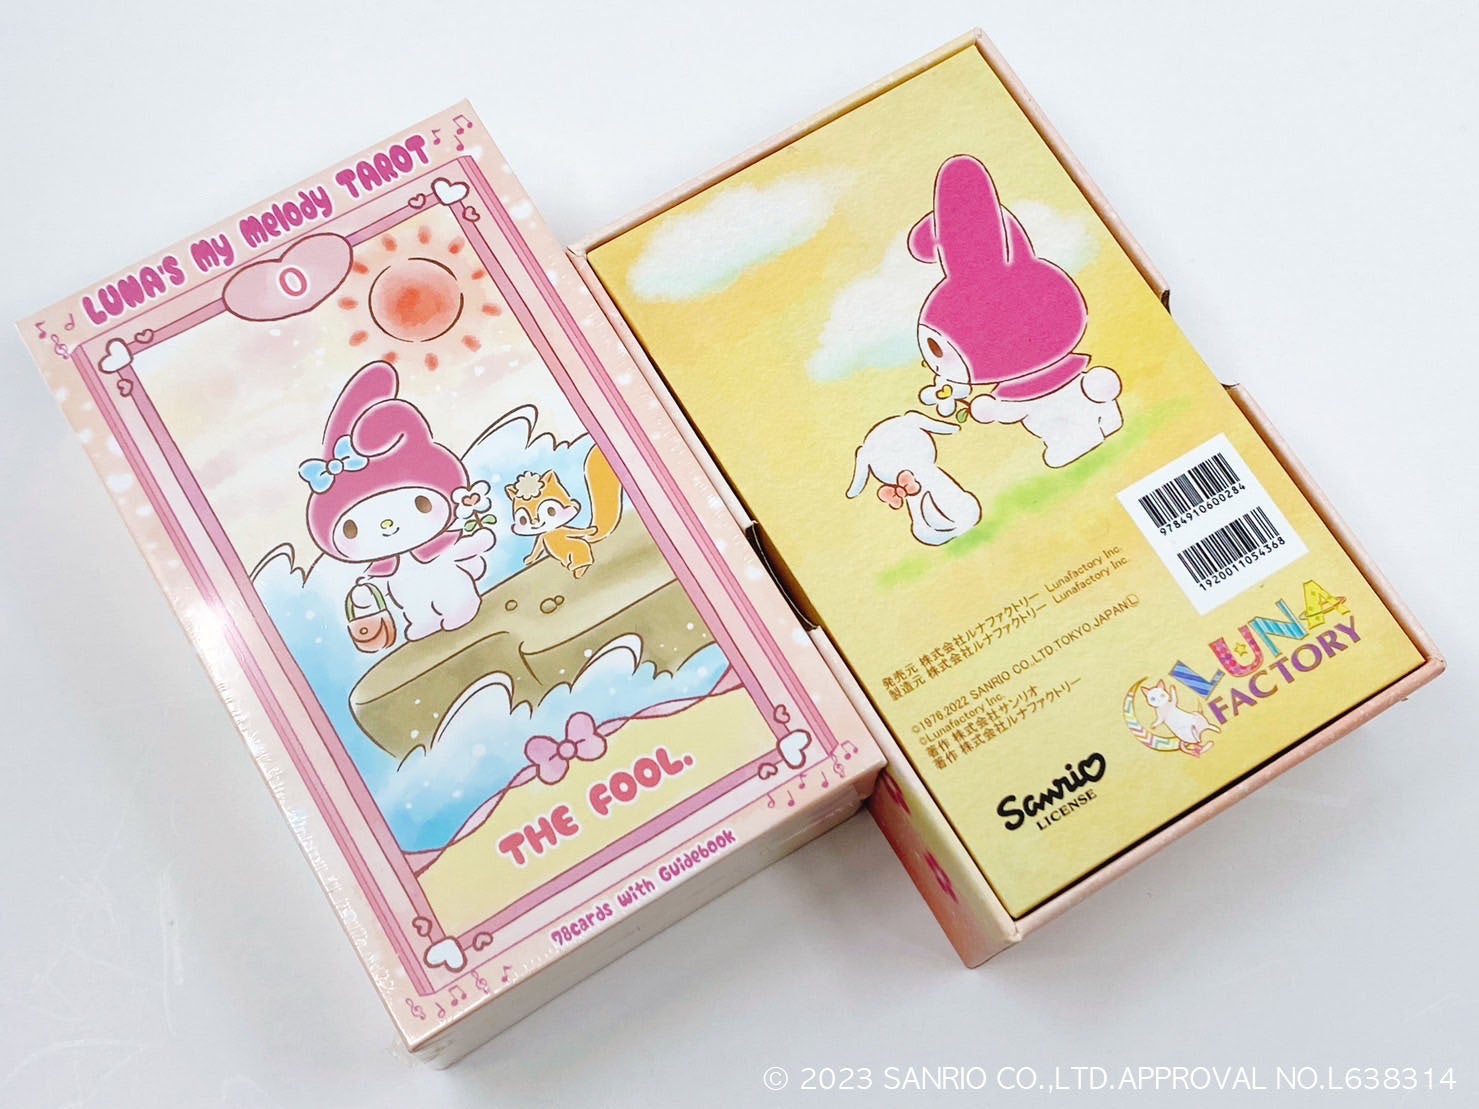 LUNA'S My Melody TAROT
0
THE FOOL.
78cards with Guidebook
9784910600284
1920011054368
発売元 株式会社ルナファクトリー Lunafactory Inc.
製造元 株式会社ルナファクトリー Lunafactory Inc.
©1976,2022 SANRIO CO.,LTD.TOKYO,JAPAN Ⓛ
©Lunafactory Inc.
著作 株式会社サンリオ
著作 株式会社ルナファクトリー
Sanrio
LICENSE
LUNA
FACTORY
© 2023 SANRIO CO.,LTD.APPROVAL NO.L638314